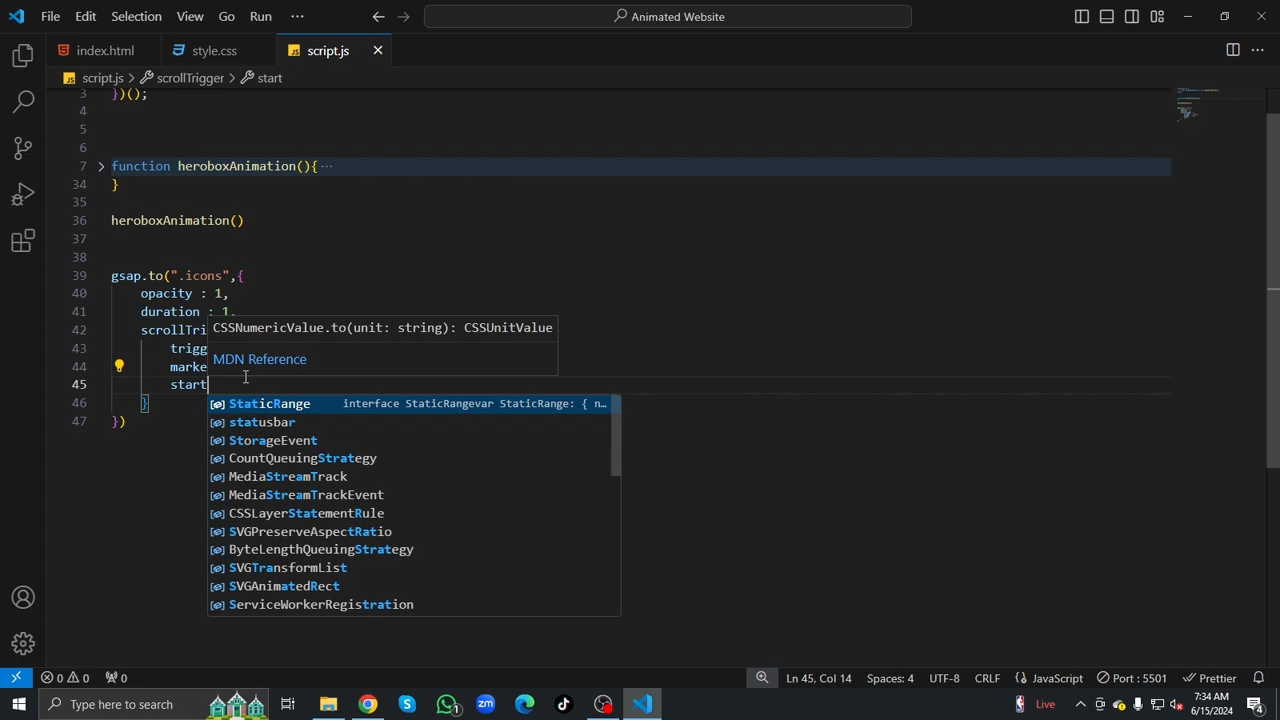 File Edit Selection View Go Run ··· Animated Website
index.html style.css script.js
script.js > scrollTrigger > start
3 })();
4
5
6
7 function heroboxAnimation(){ ···
34 }
35
36 heroboxAnimation()
37
38
39 gsap.to(".icons",{
40 opacity : 1,
41 duration : 1,
CSSNumericValue.to(unit: string): CSSUnitValue
42 scrollTri
43 trigg
MDN Reference
44 marke
45 start
46 }
StaticRange interface StaticRangevar StaticRange: { n…
47 })
statusbar
StorageEvent
CountQueuingStrategy
MediaStreamTrack
MediaStreamTrackEvent
CSSLayerStatementRule
SVGPreserveAspectRatio
ByteLengthQueuingStrategy
SVGTransformList
SVGAnimatedRect
ServiceWorkerRegistration
0 0 0 Ln 45, Col 14 Spaces: 4 UTF-8 CRLF {} JavaScript Port : 5501 Prettier
Type here to search 1 Live 7:34 AM
6/15/2024 4